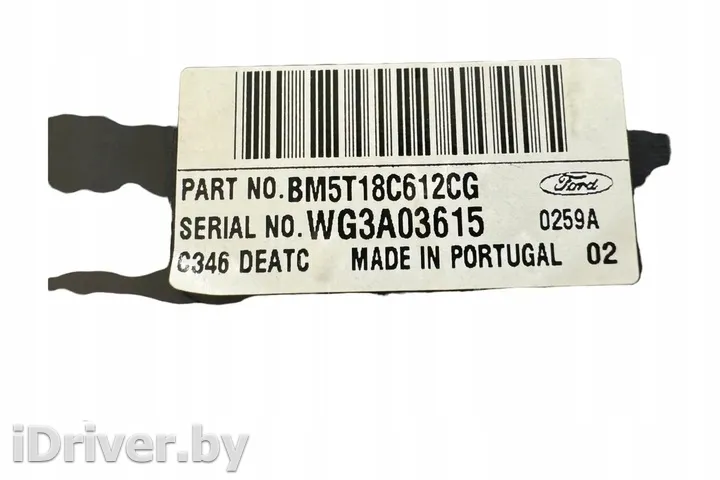 PART NO. BM5T18C612CG Ford
SERIAL NO. WG3A03615 0259A
C346 DEATC MADE IN PORTUGAL 02
iDriver.by